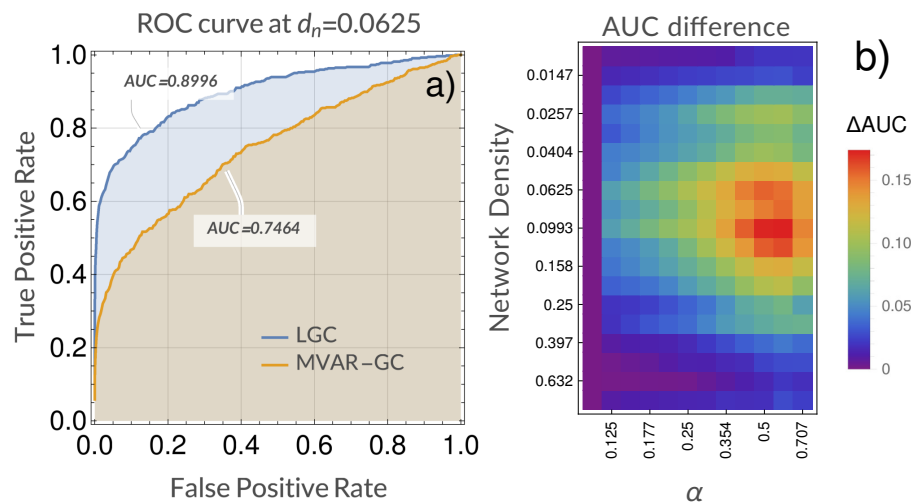 ROC curve at dₙ=0.0625
1.0
0.8
0.6
0.4
0.2
0.0
True Positive Rate
AUC=0.8996
a)
AUC=0.7464
LGC
MVAR-GC
0.0 0.2 0.4 0.6 0.8 1.0
False Positive Rate
AUC difference
b)
Network Density
0.0147
0.0257
0.0404
0.0625
0.0993
0.158
0.25
0.397
0.632
0.125 0.177 0.25 0.354 0.5 0.707
α
ΔAUC
0.15
0.10
0.05
0